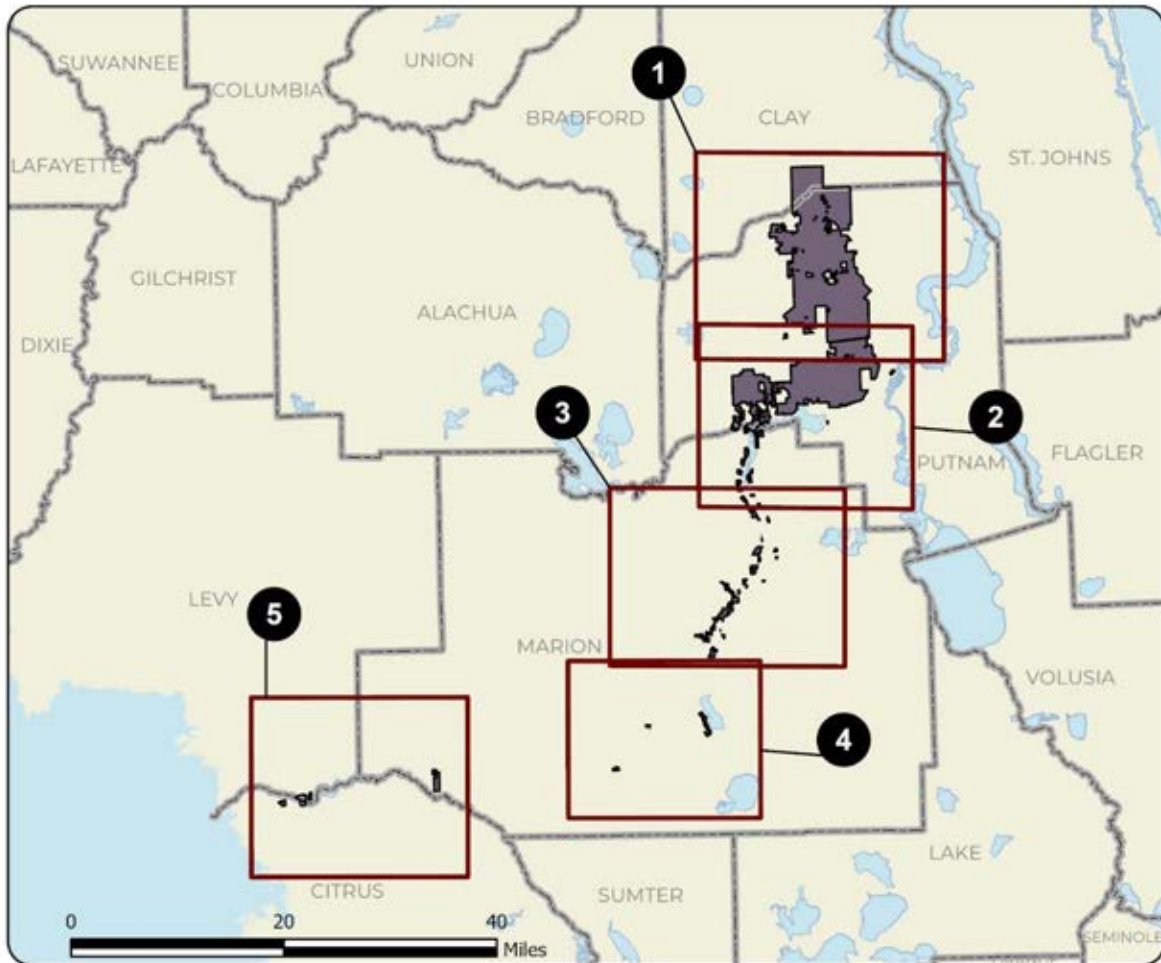 UNION
SUWANNEE
COLUMBIA
1
BRADFORD
CLAY
LAFAYETTE
ST. JOHNS
GILCHRIST
ALACHUA
DIXIE
3
2
FLAGLER
PUTNAM
LEVY
5
MARION
VOLUSIA
4
LAKE
CITRUS
SUMTER
0 20 40
Miles
SEMINOLE